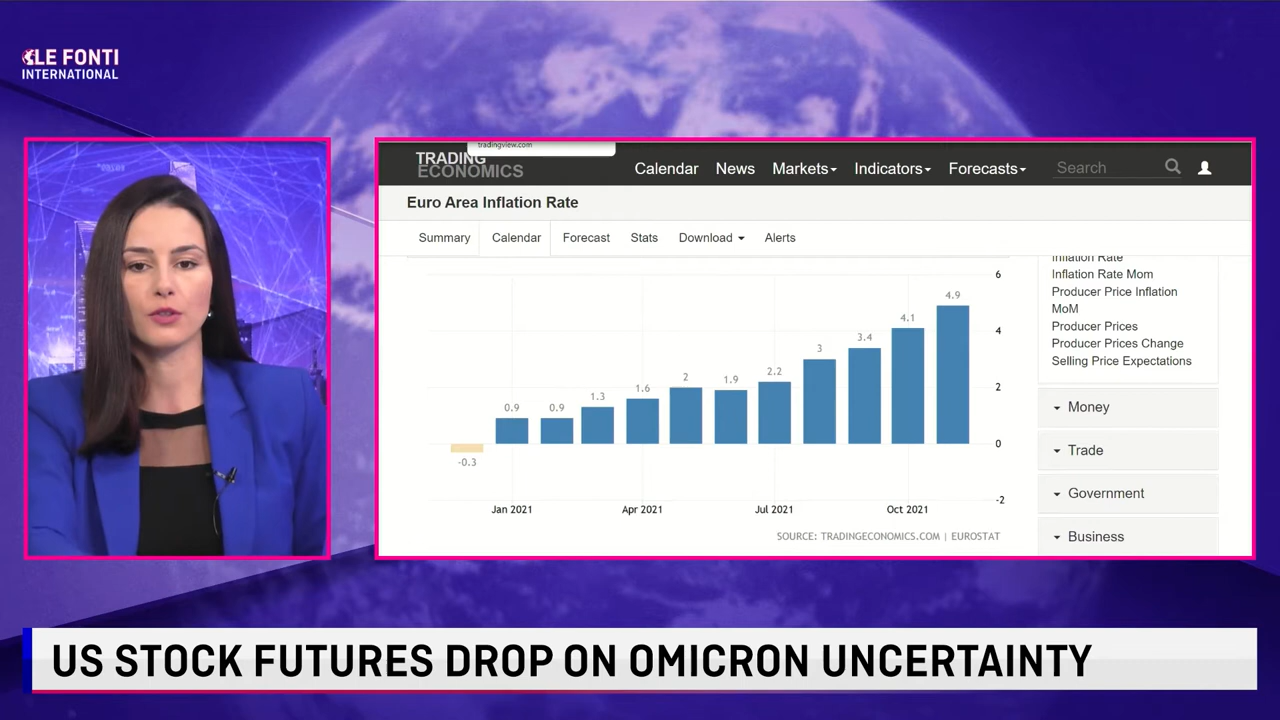 LE FONTI
INTERNATIONAL
tradingview.com
TRADING
ECONOMICS
Calendar News Markets Indicators Forecasts Search
Euro Area Inflation Rate
Summary Calendar Forecast Stats Download Alerts
Inflation Rate
Inflation Rate Mom
Producer Price Inflation
MoM
Producer Prices
Producer Prices Change
Selling Price Expectations
Money
Trade
Government
Business
6
4
2
0
-2
-0.3
0.9
0.9
1.3
1.6
2
1.9
2.2
3
3.4
4.1
4.9
Jan 2021 Apr 2021 Jul 2021 Oct 2021
SOURCE: TRADINGECONOMICS.COM | EUROSTAT
US STOCK FUTURES DROP ON OMICRON UNCERTAINTY